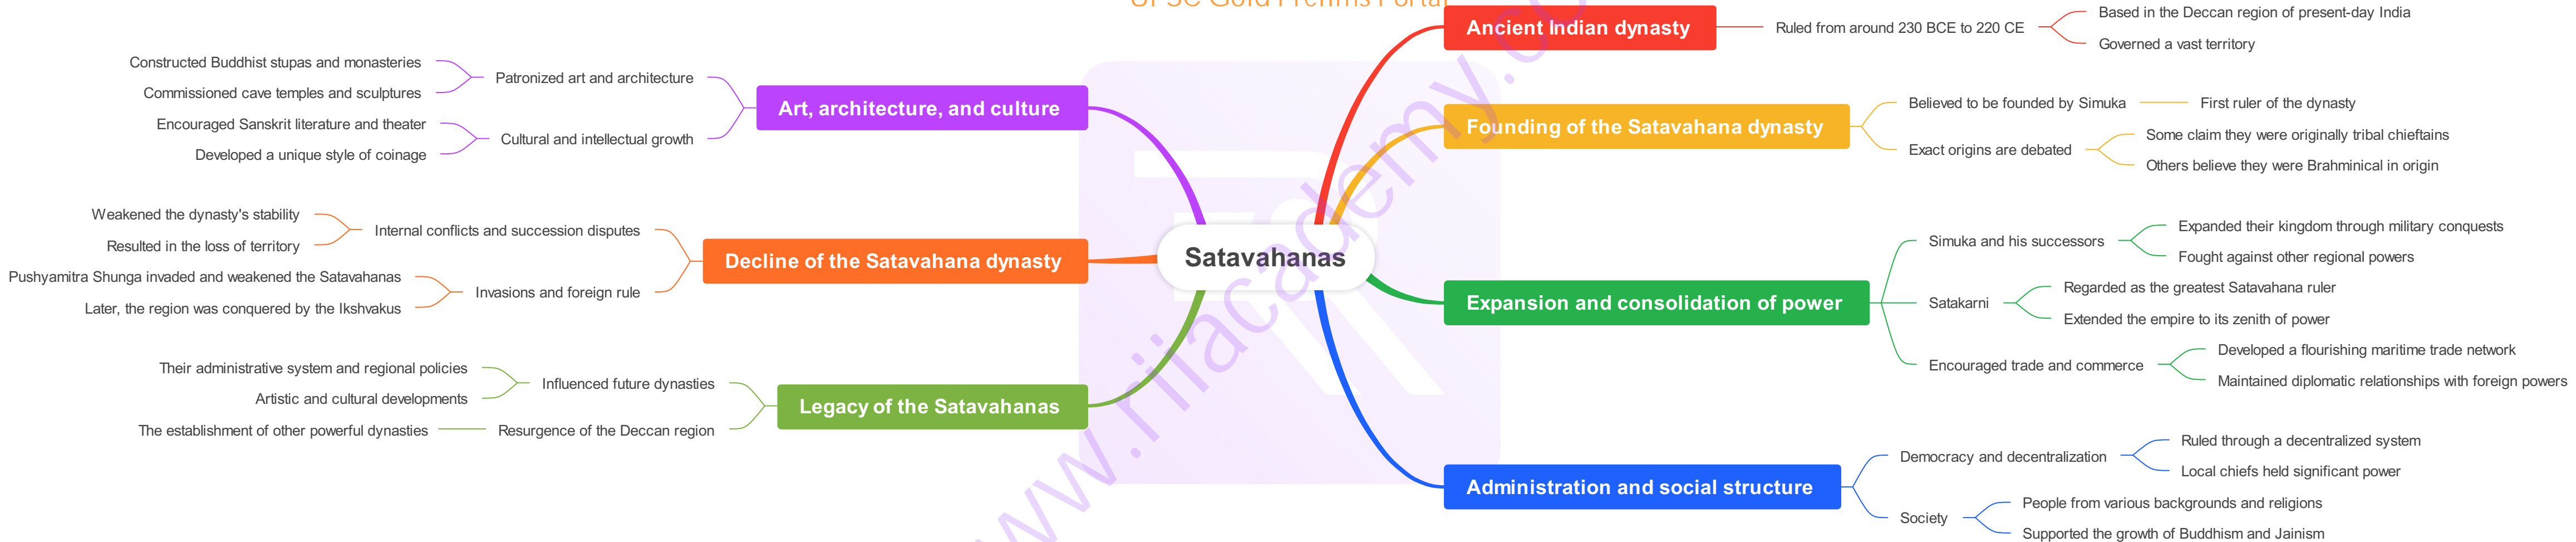 UPSC Gold Prelims Portal
Satavahanas
Ancient Indian dynasty
Ruled from around 230 BCE to 220 CE
Based in the Deccan region of present-day India
Governed a vast territory
Founding of the Satavahana dynasty
Believed to be founded by Simuka
First ruler of the dynasty
Exact origins are debated
Some claim they were originally tribal chieftains
Others believe they were Brahminical in origin
Expansion and consolidation of power
Simuka and his successors
Expanded their kingdom through military conquests
Fought against other regional powers
Satakarni
Regarded as the greatest Satavahana ruler
Extended the empire to its zenith of power
Encouraged trade and commerce
Developed a flourishing maritime trade network
Maintained diplomatic relationships with foreign powers
Administration and social structure
Democracy and decentralization
Ruled through a decentralized system
Local chiefs held significant power
Society
People from various backgrounds and religions
Supported the growth of Buddhism and Jainism
Art, architecture, and culture
Patronized art and architecture
Constructed Buddhist stupas and monasteries
Commissioned cave temples and sculptures
Cultural and intellectual growth
Encouraged Sanskrit literature and theater
Developed a unique style of coinage
Decline of the Satavahana dynasty
Internal conflicts and succession disputes
Weakened the dynasty's stability
Resulted in the loss of territory
Invasions and foreign rule
Pushyamitra Shunga invaded and weakened the Satavahanas
Later, the region was conquered by the Ikshvakus
Legacy of the Satavahanas
Influenced future dynasties
Their administrative system and regional policies
Artistic and cultural developments
Resurgence of the Deccan region
The establishment of other powerful dynasties